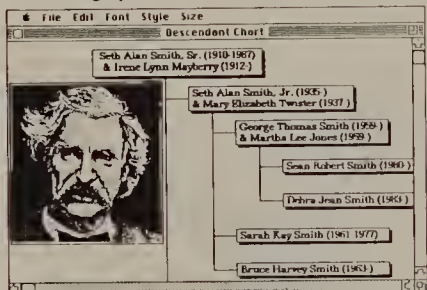 File Edit Font Style Size
Descendant Chart
Seth Alan Smith, Sr. (1910-1987)
& Irene Lynn Mayberry (1912-)
Seth Alan Smith, Jr. (1935- )
& Mary Elizabeth Twister (1937 )
George Thomas Smith (1959- )
& Martha Lee Jones (1959 )
Sean Robert Smith (1980- )
Debra Jean Smith (1983 )
Sarah Kay Smith (1961-1977)
Bruce Harvey Smith (1963- )